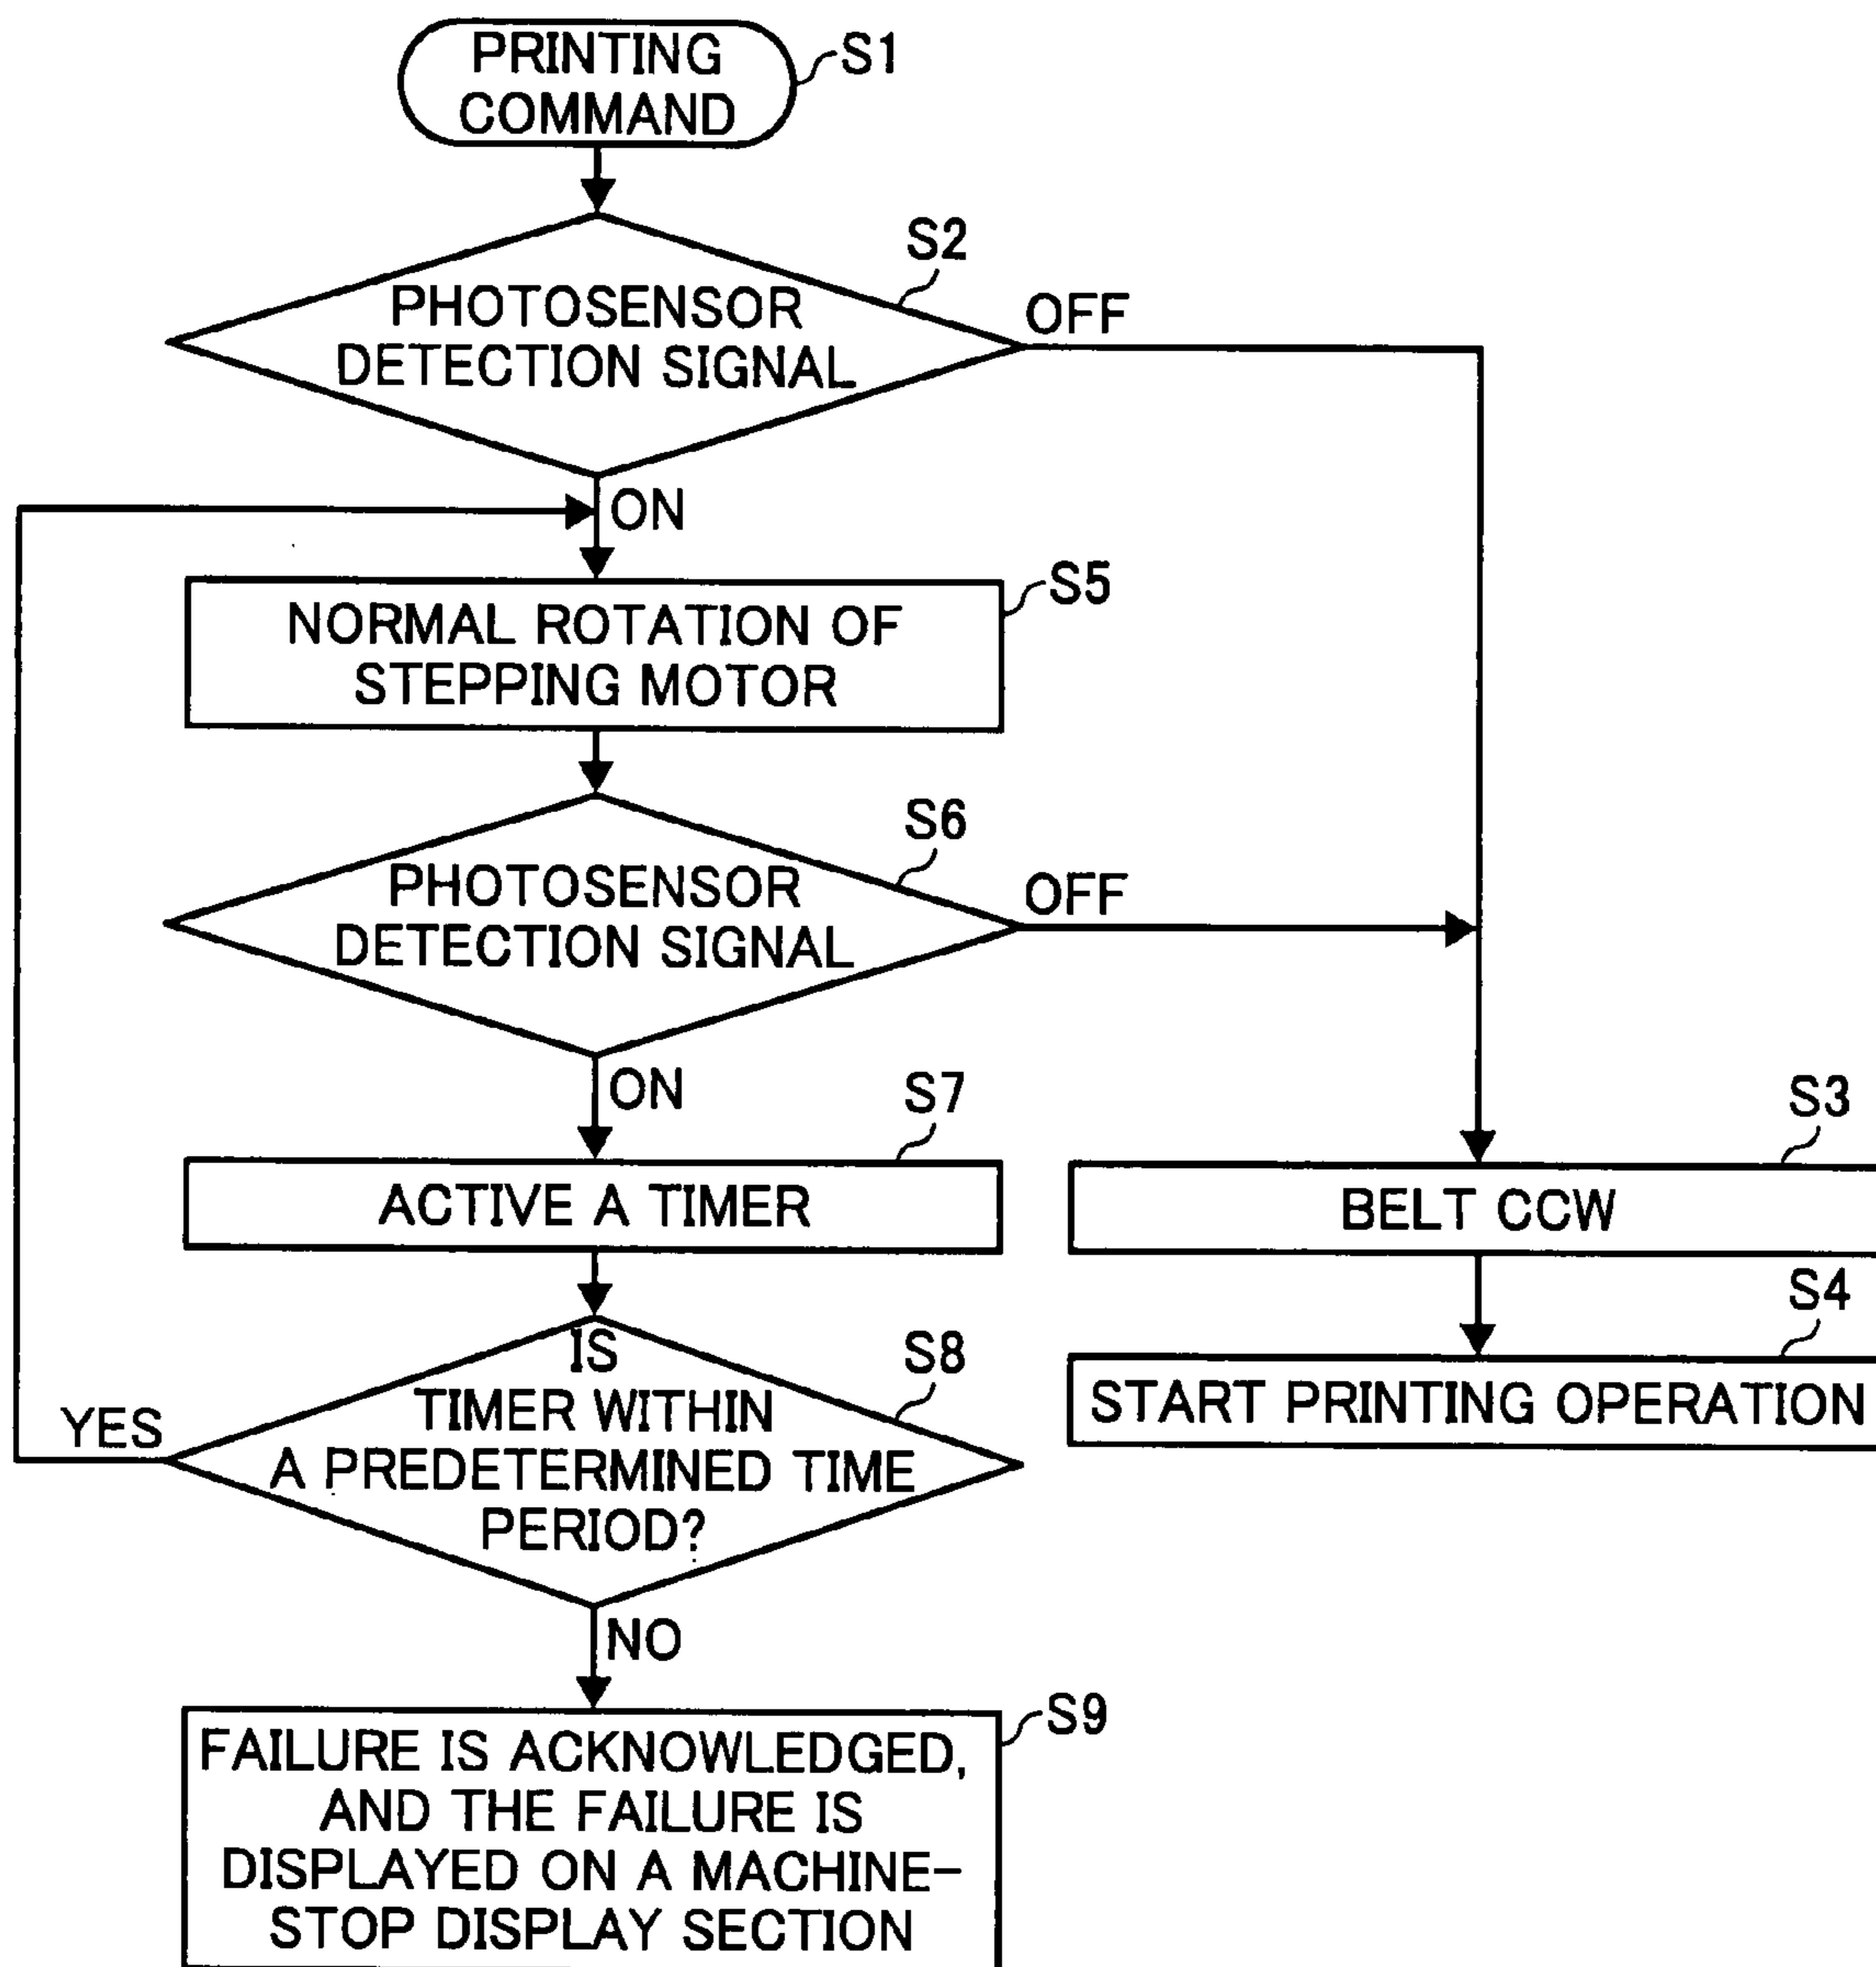 PRINTING
COMMAND
S1
S2
PHOTOSENSOR
DETECTION SIGNAL
OFF
ON
S5
NORMAL ROTATION OF
STEPPING MOTOR
S6
PHOTOSENSOR
DETECTION SIGNAL
OFF
ON
S7
ACTIVE A TIMER
S3
BELT CCW
S4
START PRINTING OPERATION
S8
IS
TIMER WITHIN
A PREDETERMINED TIME
PERIOD?
YES
NO
S9
FAILURE IS ACKNOWLEDGED,
AND THE FAILURE IS
DISPLAYED ON A MACHINE-
STOP DISPLAY SECTION